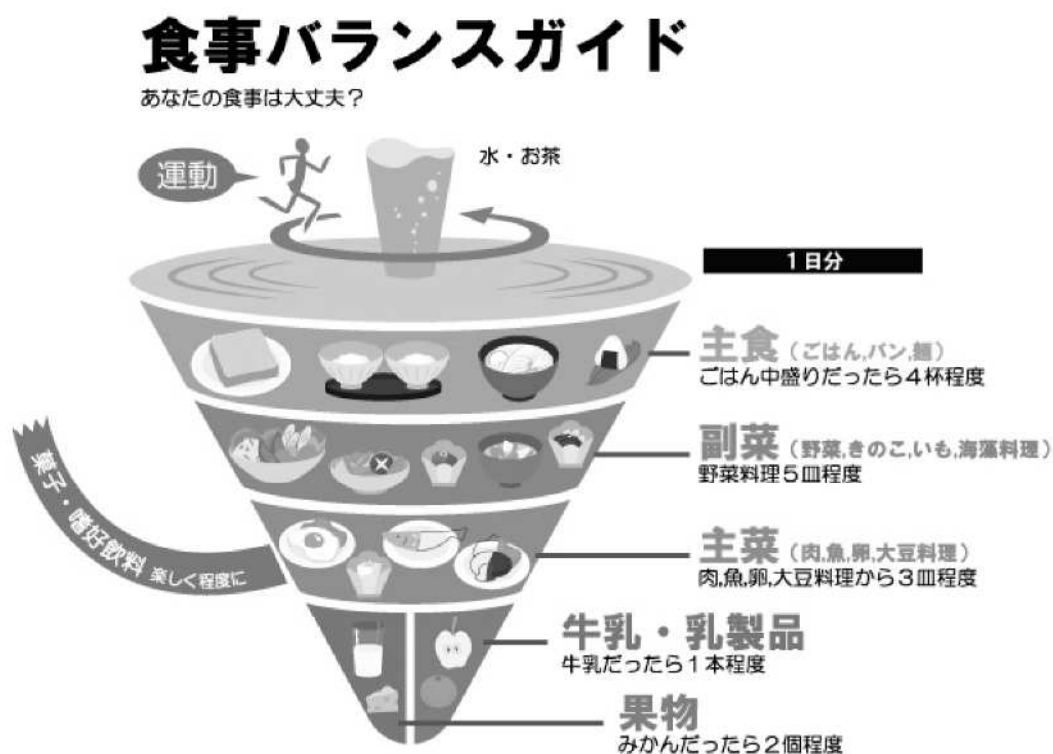 食事バランスガイド
あなたの食事は大丈夫？
運動
水・お茶
1日分
主食（ごはん,パン,麺）
ごはん中盛りだったら4杯程度
副菜（野菜,きのこ,いも,海藻料理）
野菜料理5皿程度
菓子・嗜好飲料 楽しく程度に
主菜（肉,魚,卵,大豆料理）
肉,魚,卵,大豆料理から3皿程度
牛乳・乳製品
牛乳だったら1本程度
果物
みかんだったら2個程度